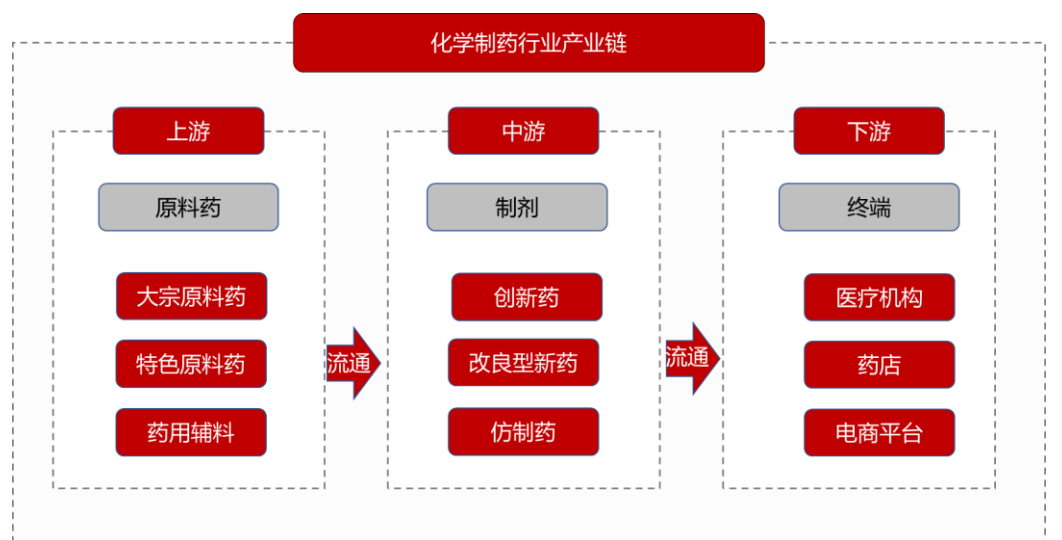 化学制药行业产业链
上游
原料药
大宗原料药
特色原料药
药用辅料
流通
中游
制剂
创新药
改良型新药
仿制药
流通
下游
终端
医疗机构
药店
电商平台